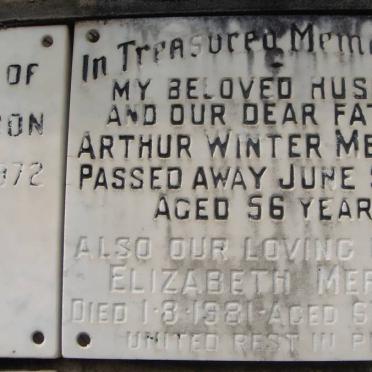 OF
ON
972
In Treasured Mem
MY BELOVED HUS
AND OUR DEAR FAT
ARTHUR WINTER ME
PASSED AWAY JUNE
AGED 56 YEAR
ALSO OUR LOVING
ELIZABETH MER
DIED 1·8·1981·AGED
UNITED REST IN P